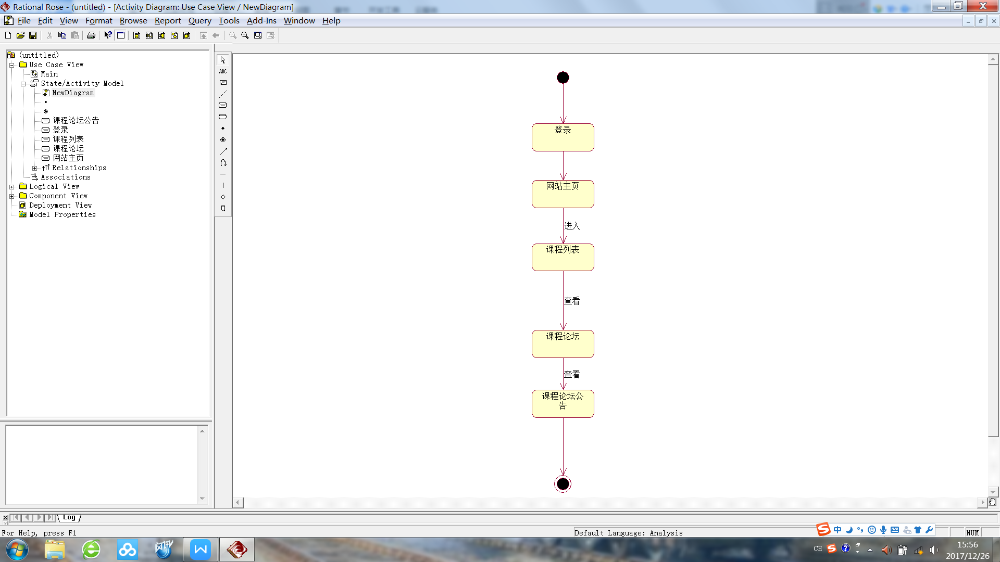 Rational Rose - (untitled) - [Activity Diagram: Use Case View / NewDiagram]
File Edit View Format Browse Report Query Tools Add-Ins Window Help
(untitled)
Use Case View
Main
State/Activity Model
NewDiagram
课程论坛公告
登录
课程列表
课程论坛
网站主页
Relationships
Associations
Logical View
Component View
Deployment View
Model Properties
ABC
登录
网站主页
进入
课程列表
查看
课程论坛
查看
课程论坛公
告
Log
For Help, press F1
Default Language: Analysis
NUM
中
CH
15:56
2017/12/26